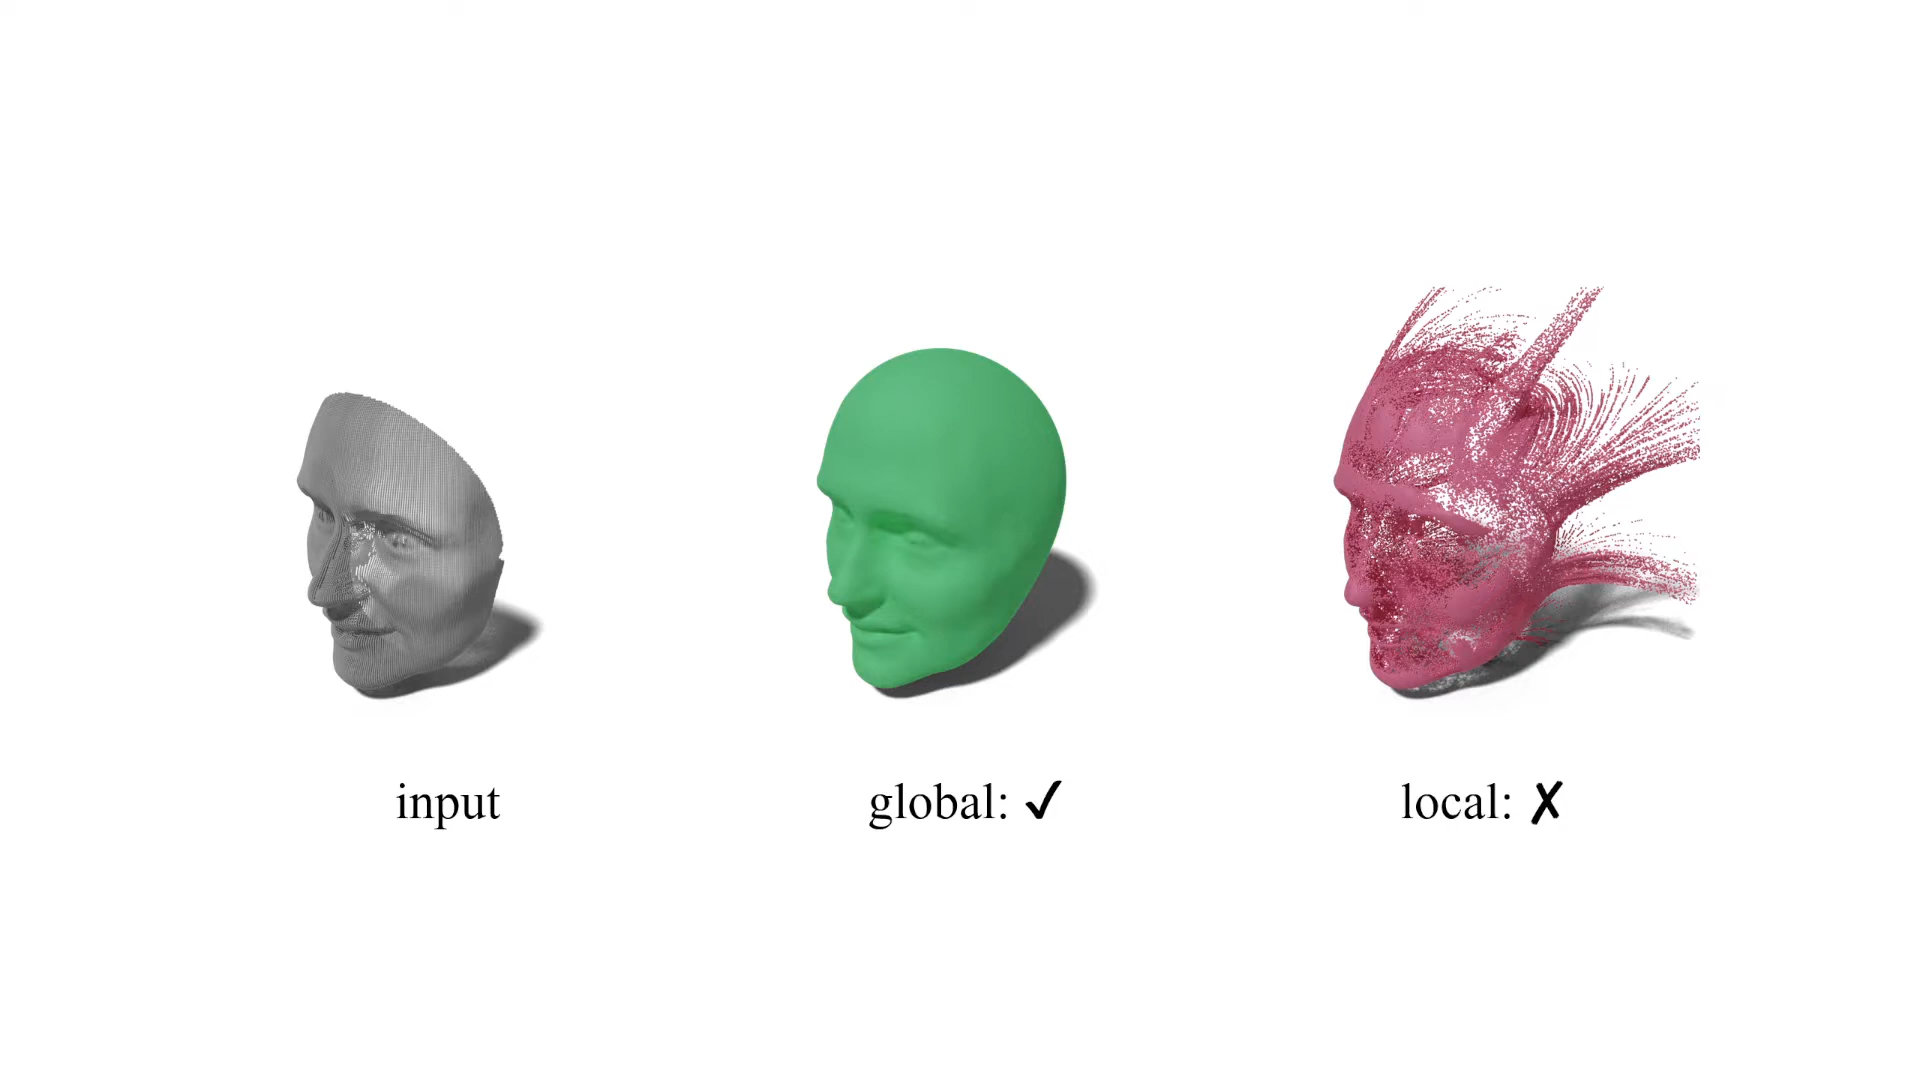 input
global: ✓
local: ✗